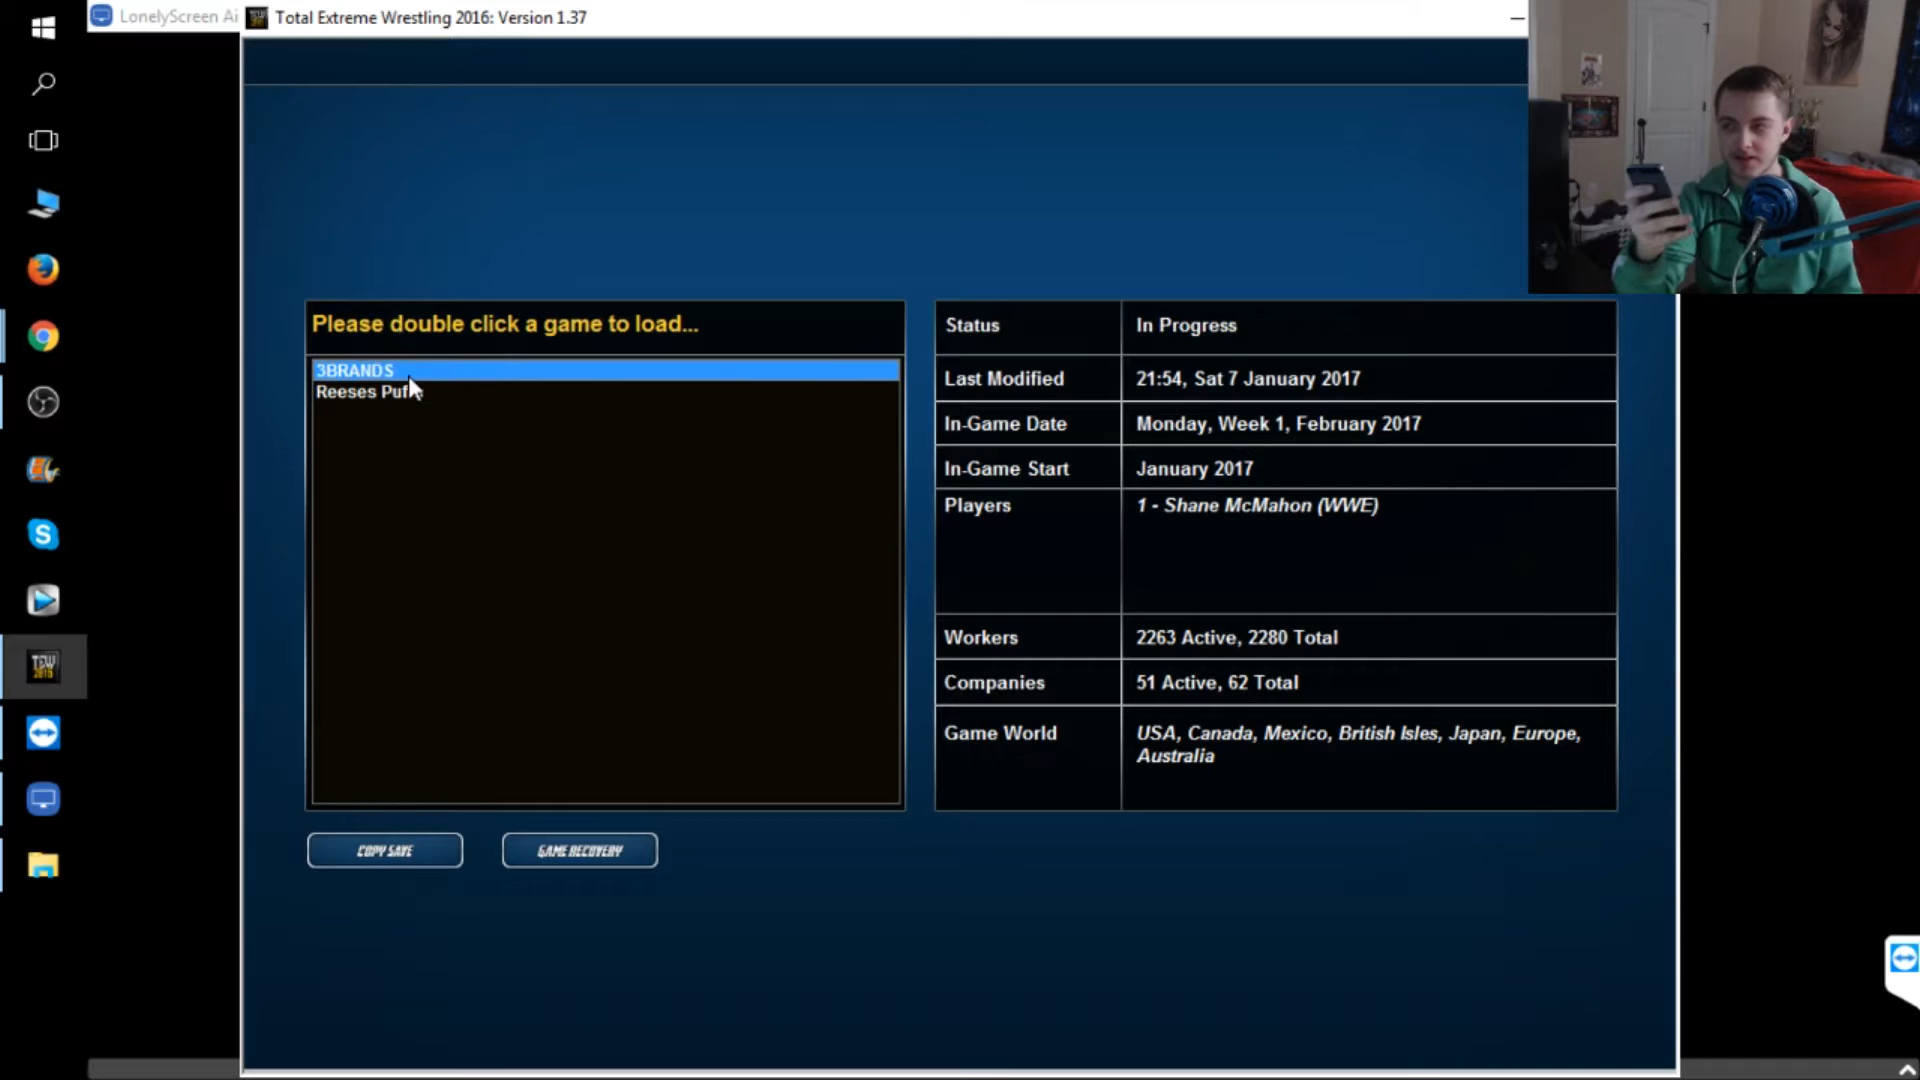 LonelyScreen Ai
Total Extreme Wrestling 2016: Version 1.37
Please double click a game to load...
3BRANDS
Reeses Puf
Status
In Progress
Last Modified
21:54, Sat 7 January 2017
In-Game Date
Monday, Week 1, February 2017
In-Game Start
January 2017
Players
1 - Shane McMahon (WWE)
Workers
2263 Active, 2280 Total
Companies
51 Active, 62 Total
Game World
USA, Canada, Mexico, British Isles, Japan, Europe,
Australia
COPY SAVE
GAME RECOVERY
S
TEW
2016